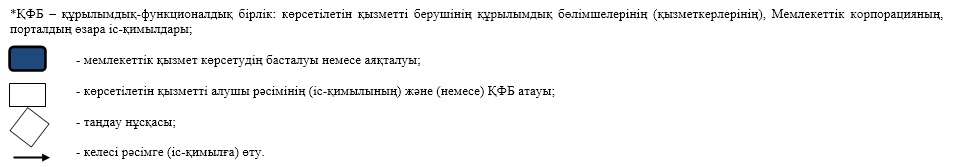 *ҚФБ – құрылымдық-функционалдық бірлік: көрсетілетін қызметті берушінің құрылымдық бөлімшелерінің (қызметкерлерінің), Мемлекеттік корпорацияның,
порталдың өзара іс-қимылдары;
- мемлекеттік қызмет көрсетудің басталуы немесе аяқталуы;
- көрсетілетін қызметті алушы рәсімінің (іс-қимылының) және (немесе) ҚФБ атауы;
- таңдау нұсқасы;
- келесі рәсімге (іс-қимылға) өту.